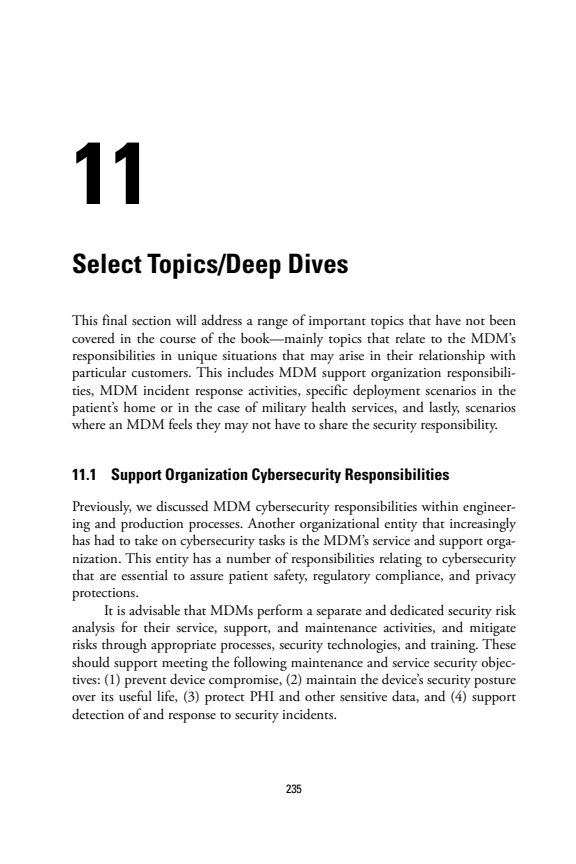 11
Select Topics/Deep Dives
This final section will address a range of important topics that have not been
covered in the course of the book—mainly topics that relate to the MDM’s
responsibilities in unique situations that may arise in their relationship with
particular customers. This includes MDM support organization responsibili-
ties, MDM incident response activities, specific deployment scenarios in the
patient’s home or in the case of military health services, and lastly, scenarios
where an MDM feels they may not have to share the security responsibility.
11.1 Support Organization Cybersecurity Responsibilities
Previously, we discussed MDM cybersecurity responsibilities within engineer-
ing and production processes. Another organizational entity that increasingly
has had to take on cybersecurity tasks is the MDM’s service and support orga-
nization. This entity has a number of responsibilities relating to cybersecurity
that are essential to assure patient safety, regulatory compliance, and privacy
protections.
It is advisable that MDMs perform a separate and dedicated security risk
analysis for their service, support, and maintenance activities, and mitigate
risks through appropriate processes, security technologies, and training. These
should support meeting the following maintenance and service security objec-
tives: (1) prevent device compromise, (2) maintain the device’s security posture
over its useful life, (3) protect PHI and other sensitive data, and (4) support
detection of and response to security incidents.
235